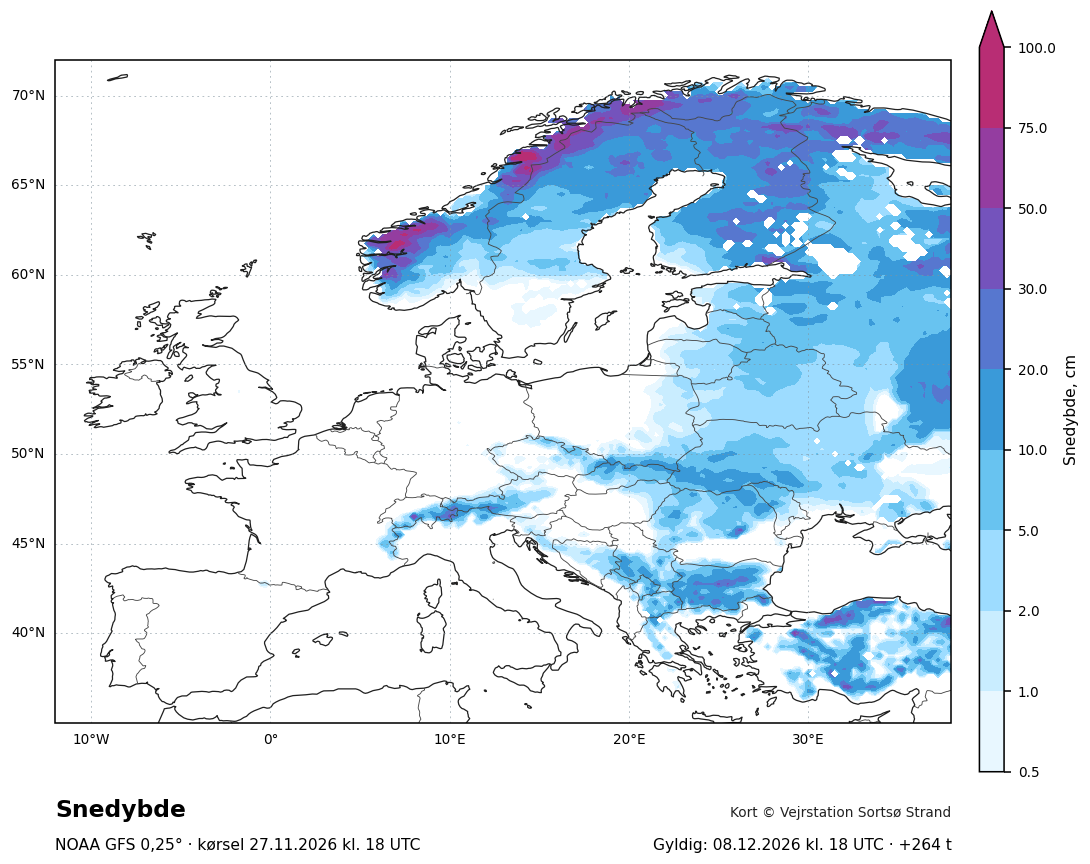 100.0
75.0
50.0
30.0
20.0
10.0
5.0
2.0
1.0
0.5
Snedybde, cm
70°N
65°N
60°N
55°N
50°N
45°N
40°N
10°W 0° 10°E 20°E 30°E
Snedybde
Kort © Vejrstation Sortsø Strand
NOAA GFS 0,25° · kørsel 27.11.2026 kl. 18 UTC
Gyldig: 08.12.2026 kl. 18 UTC · +264 t